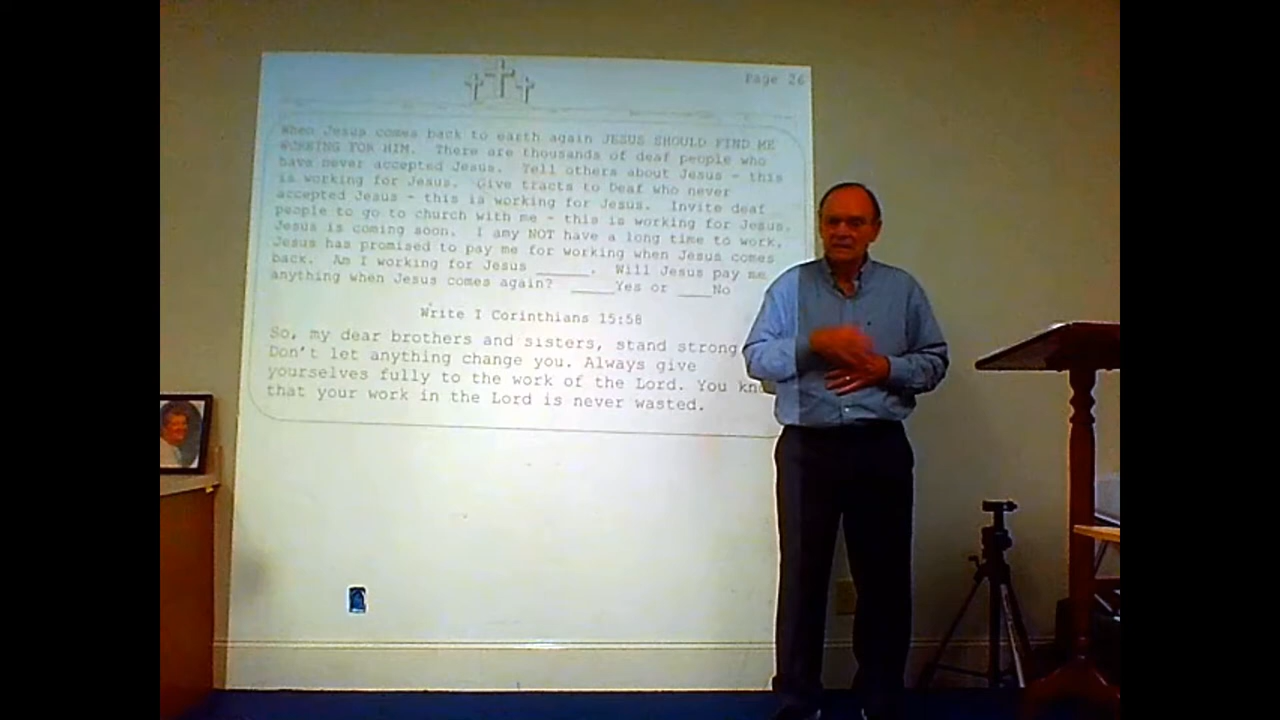 Page 26
When Jesus comes back to earth again JESUS SHOULD FIND ME
WORKING FOR HIM. There are thousands of deaf people who
have never accepted Jesus. Tell others about Jesus - this
is working for Jesus. Give tracts to Deaf who never
accepted Jesus - this is working for Jesus. Invite deaf
people to go to church with me - this is working for Jesus.
Jesus is coming soon. I amy NOT have a long time to work.
Jesus has promised to pay me for working when Jesus comes
back. Am I working for Jesus ______. Will Jesus pay me
anything when Jesus comes again? _____Yes or ____No
Write I Corinthians 15:58
So, my dear brothers and sisters, stand strong
Don't let anything change you. Always give
yourselves fully to the work of the Lord. You
that your work in the Lord is never wasted.